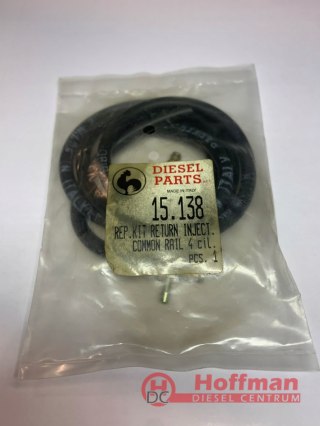 DIESEL
PARTS
MADE IN ITALY
15.138
REP.KIT RETURN INJECT.
COMMON RAIL 4 cil.
PCS. 1
HDC
Hoffman
DIESEL CENTRUM